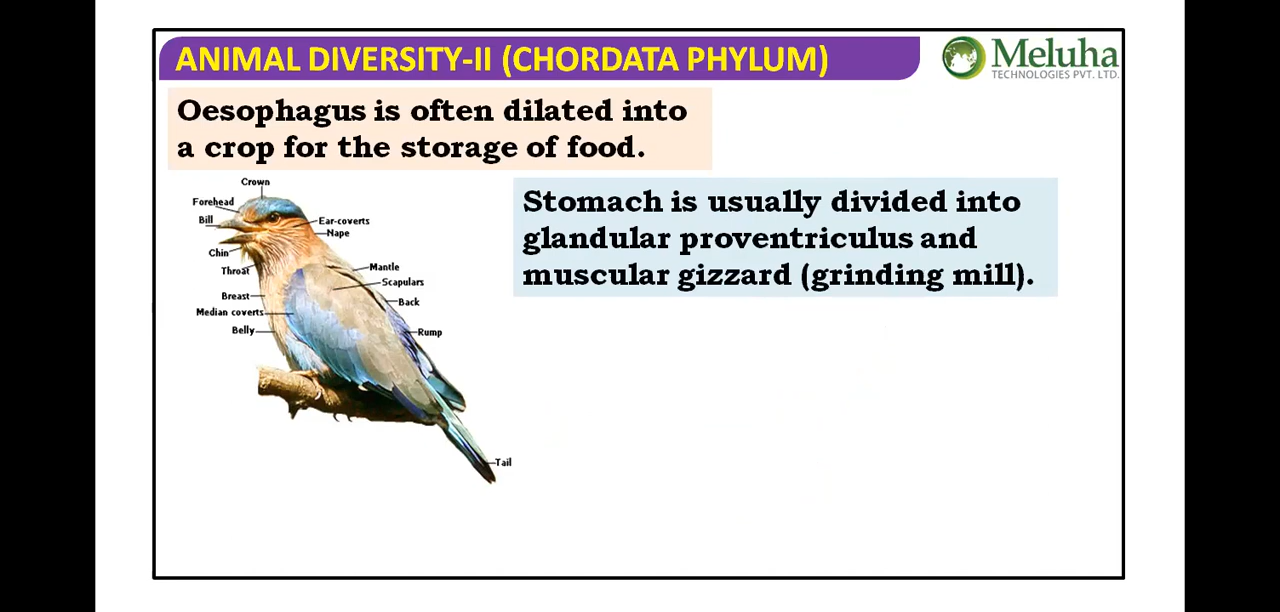 ANIMAL DIVERSITY-II (CHORDATA PHYLUM)
Meluha
TECHNOLOGIES PVT. LTD.
Oesophagus is often dilated into
a crop for the storage of food.
Stomach is usually divided into
glandular proventriculus and
muscular gizzard (grinding mill).
Crown
Forehead
Bill
Ear-coverts
Nape
Chin
Throat
Mantle
Scapulars
Breast
Back
Median coverts
Belly
Rump
Tail